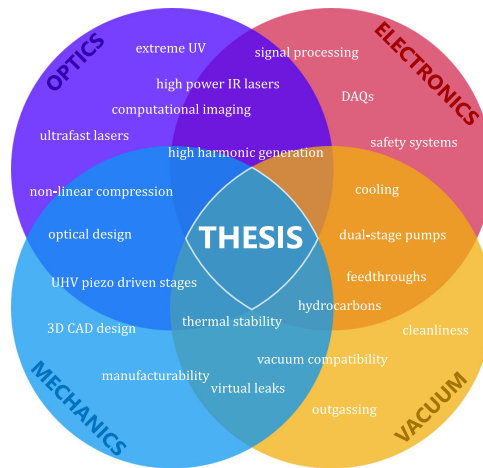 OPTICS
ELECTRONICS
extreme UV
signal processing
high power IR lasers
DAQs
computational imaging
ultrafast lasers
safety systems
high harmonic generation
non-linear compression
cooling
optical design
THESIS
dual-stage pumps
feedthroughs
UHV piezo driven stages
hydrocarbons
3D CAD design
thermal stability
cleanliness
vacuum compatibility
manufacturability
virtual leaks
outgassing
MECHANICS
VACUUM